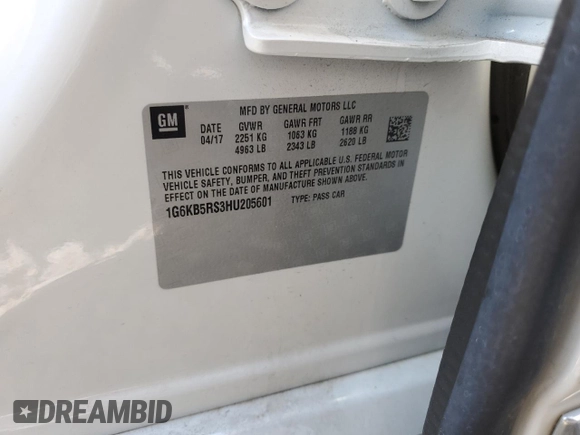 GM
MFD BY GENERAL MOTORS LLC
DATE GVWR GAWR FRT GAWR RR
04/17 2251 KG 1063 KG 1188 KG
4963 LB 2343 LB 2620 LB
THIS VEHICLE CONFORMS TO ALL APPLICABLE U.S. FEDERAL MOTOR
VEHICLE SAFETY, BUMPER, AND THEFT PREVENTION STANDARDS IN
EFFECT ON THE DATE OF MANUFACTURE SHOWN ABOVE.
1G6KB5RS3HU205601 TYPE: PASS CAR
DREAMBID